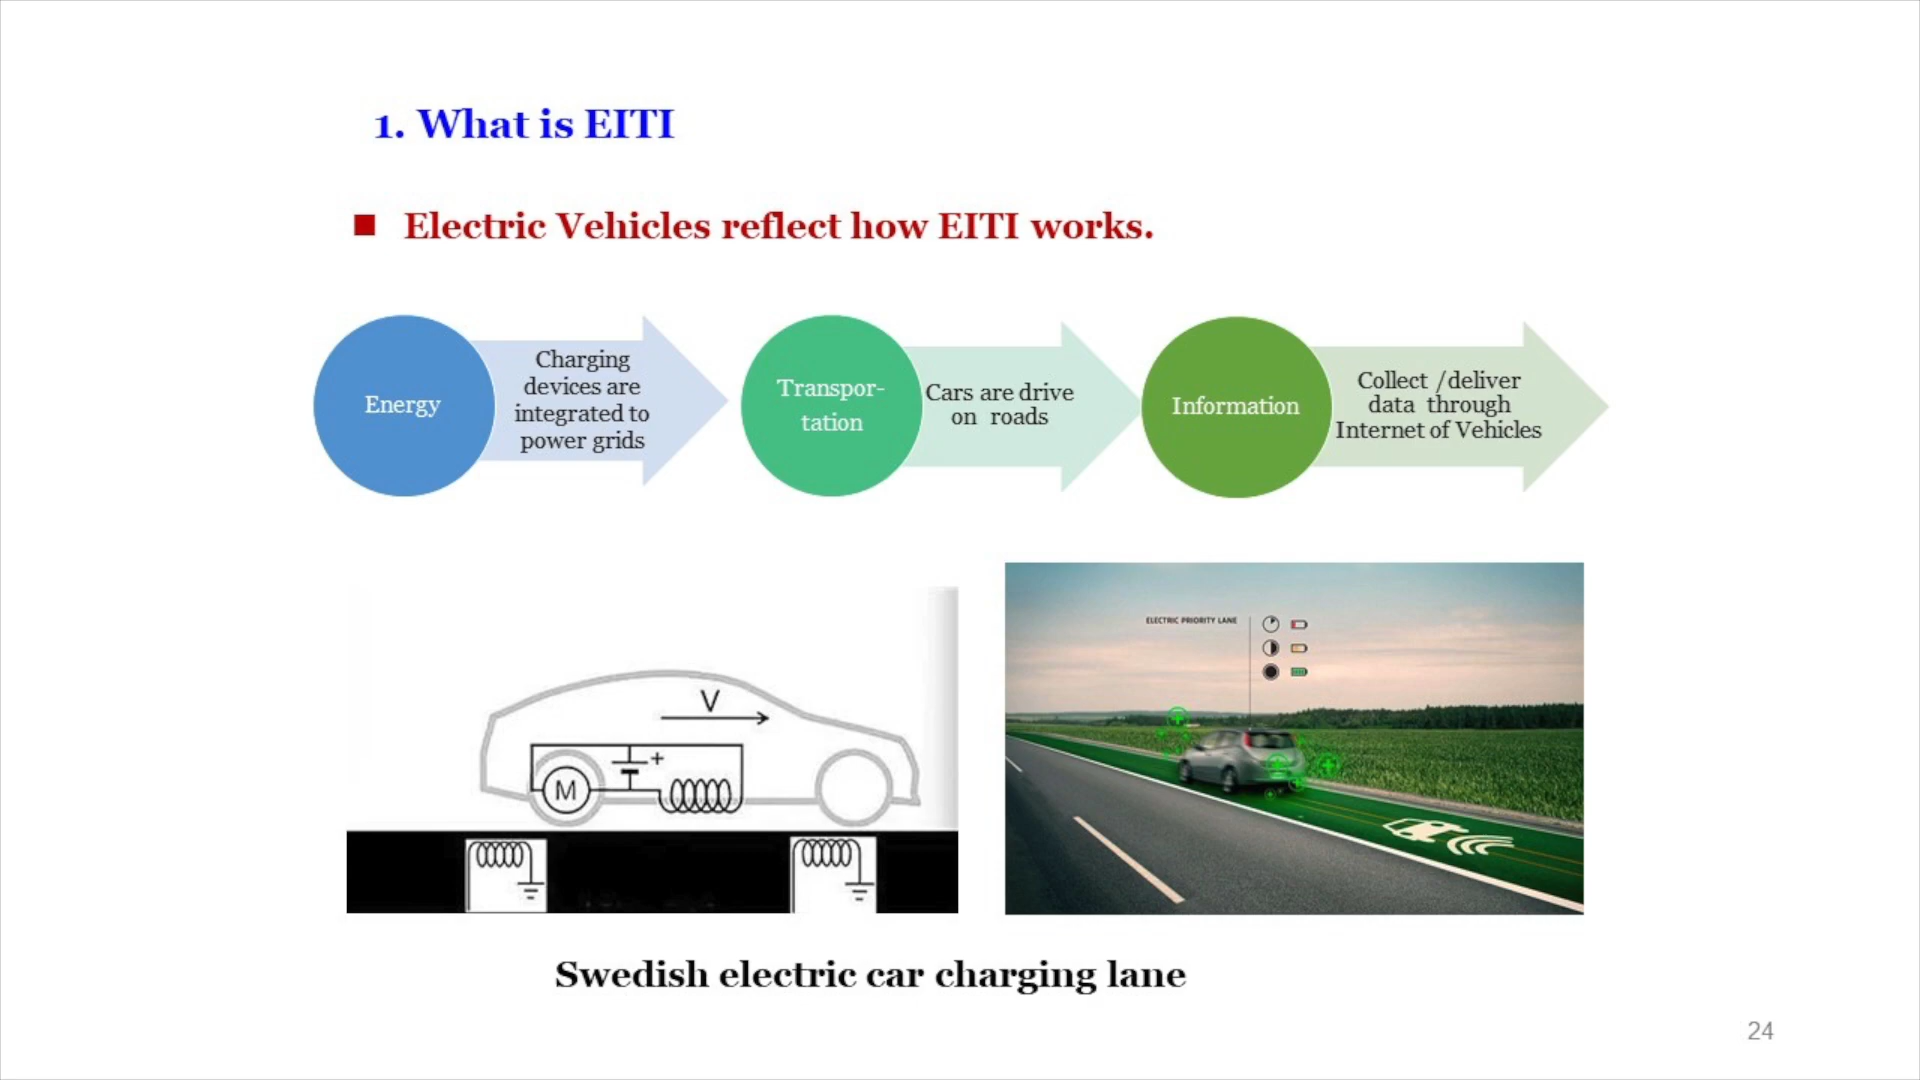 1. What is EITI
Electric Vehicles reflect how EITI works.
Energy
Charging
devices are
integrated to
power grids
Transpor-
tation
Cars are drive
on roads
Information
Collect /deliver
data through
Internet of Vehicles
V
+
M
ELECTRIC PRIORITY LANE
Swedish electric car charging lane
24